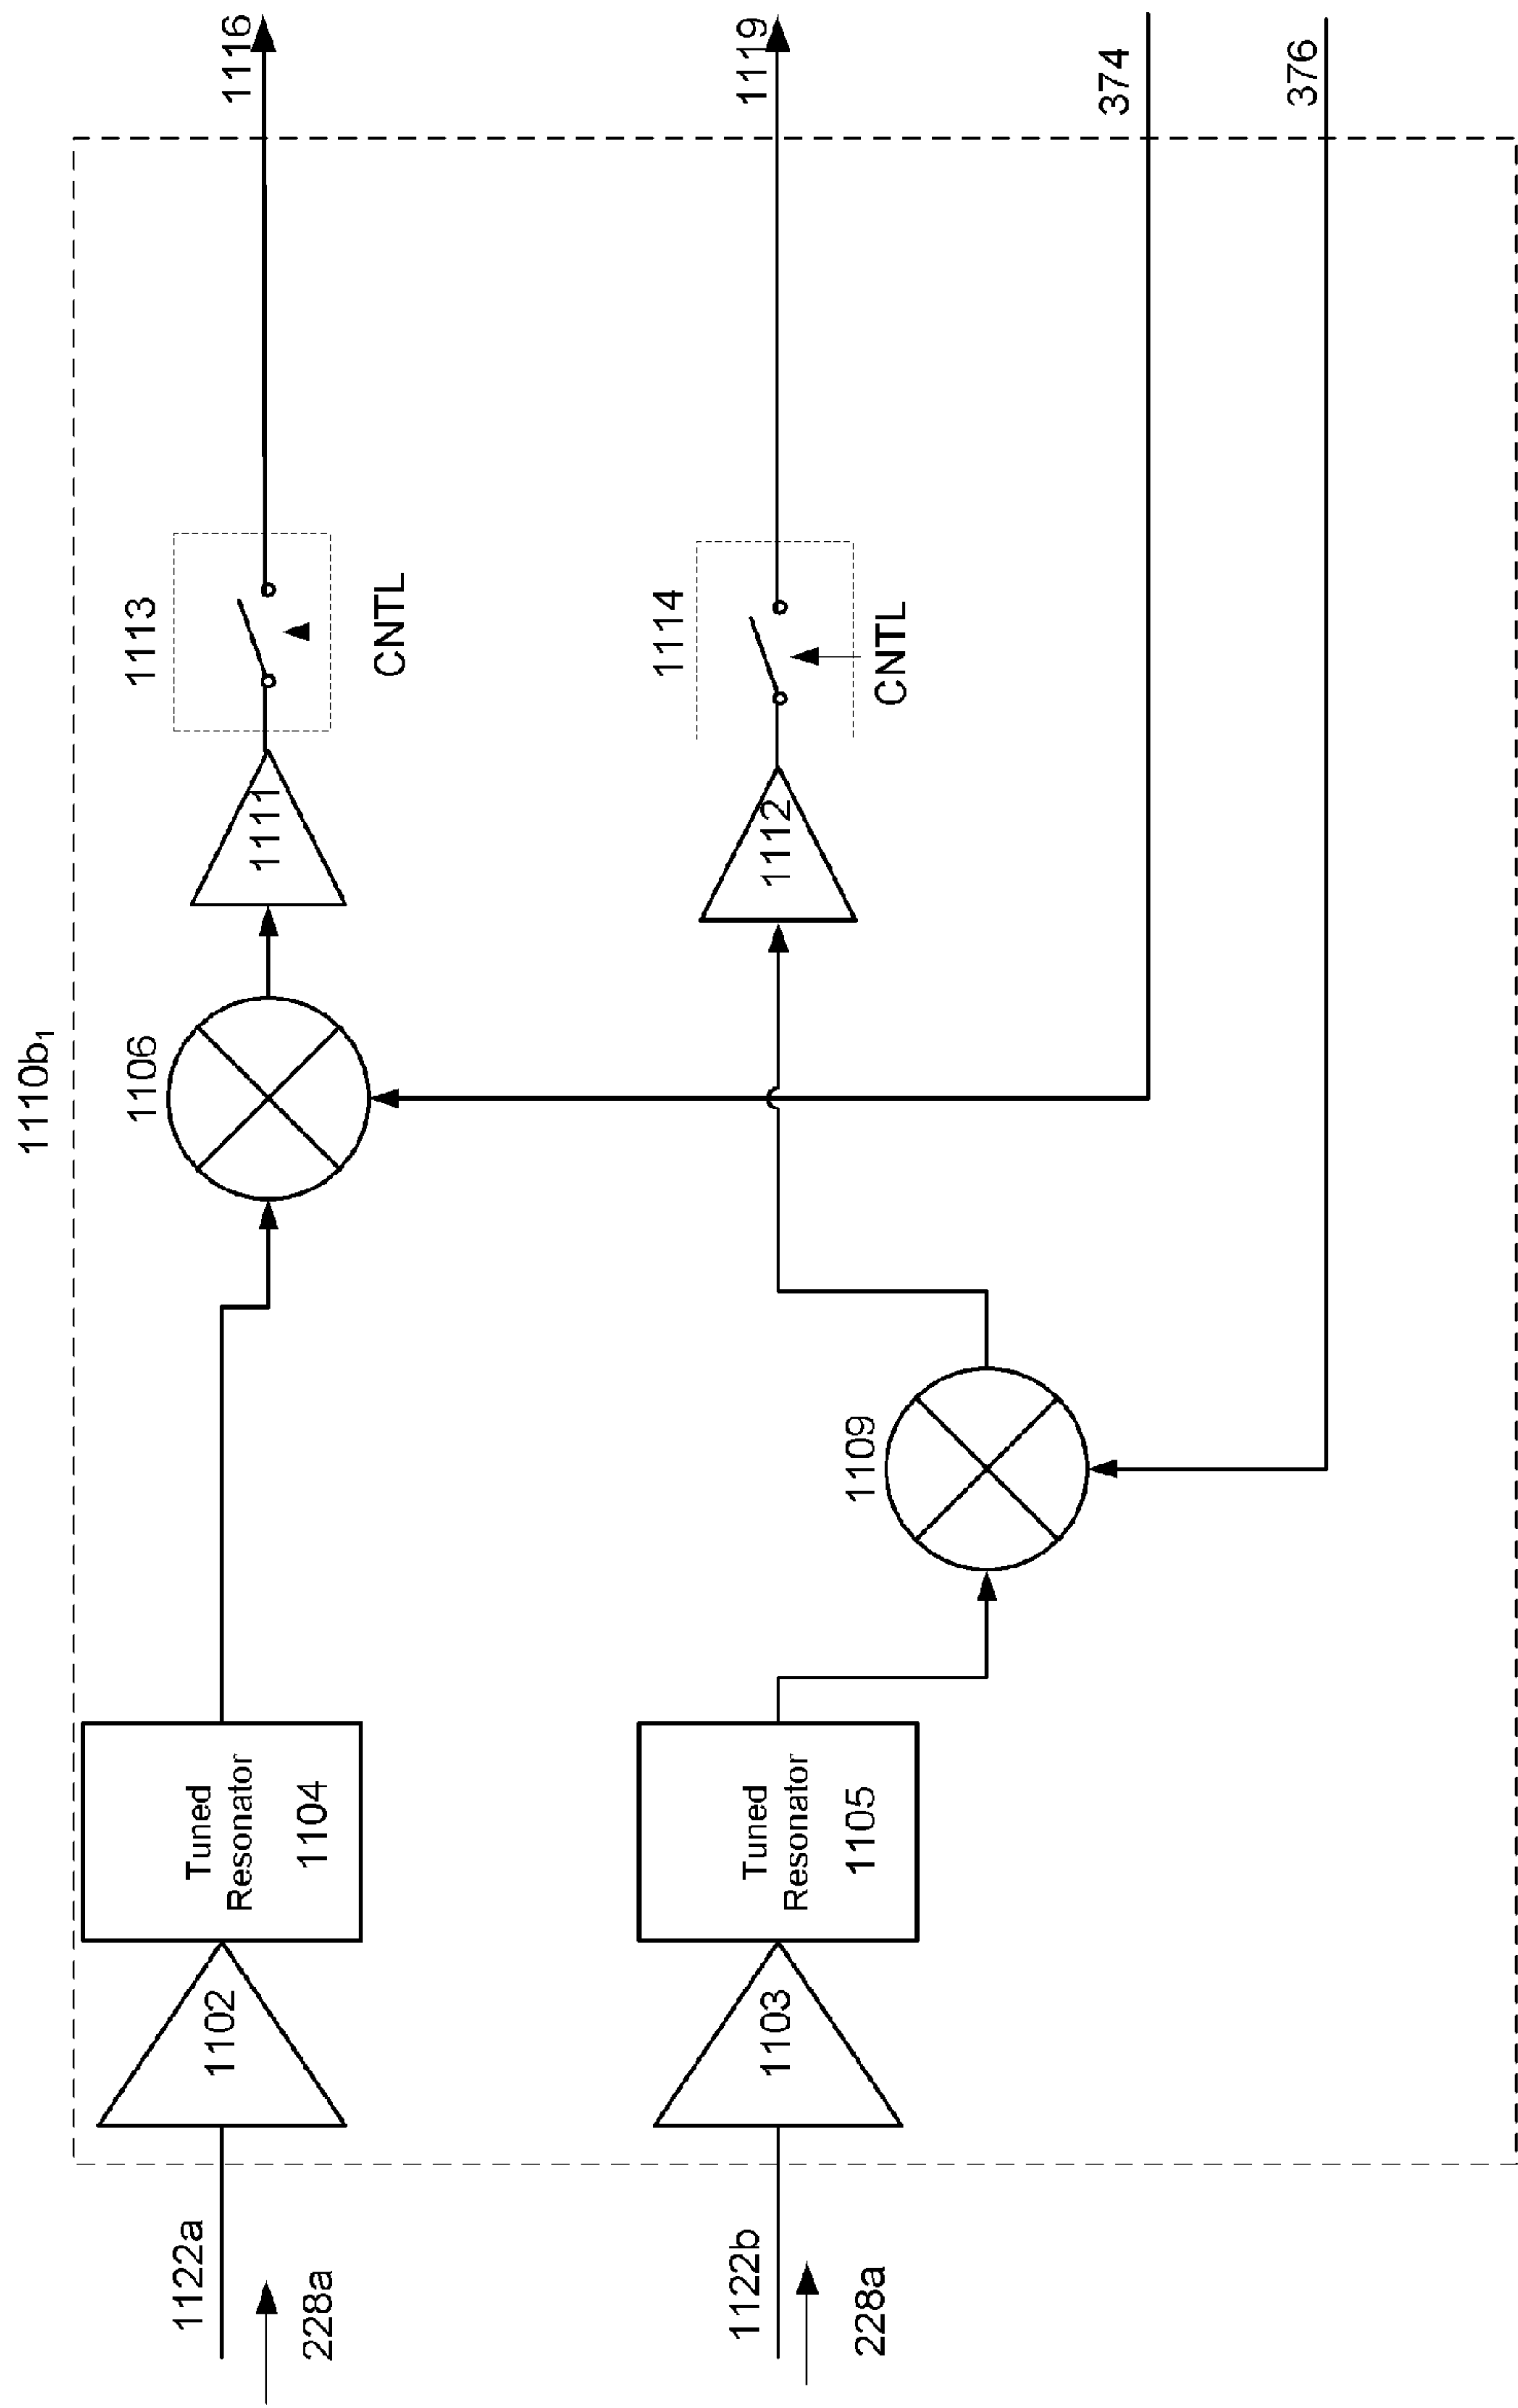 1110b1
1122a
228a
1102
Tuned
Resonator
1104
1106
1111
1113
CNTL
1116
1122b
228a
1103
Tuned
Resonator
1105
1109
1112
1114
CNTL
1119
374
376